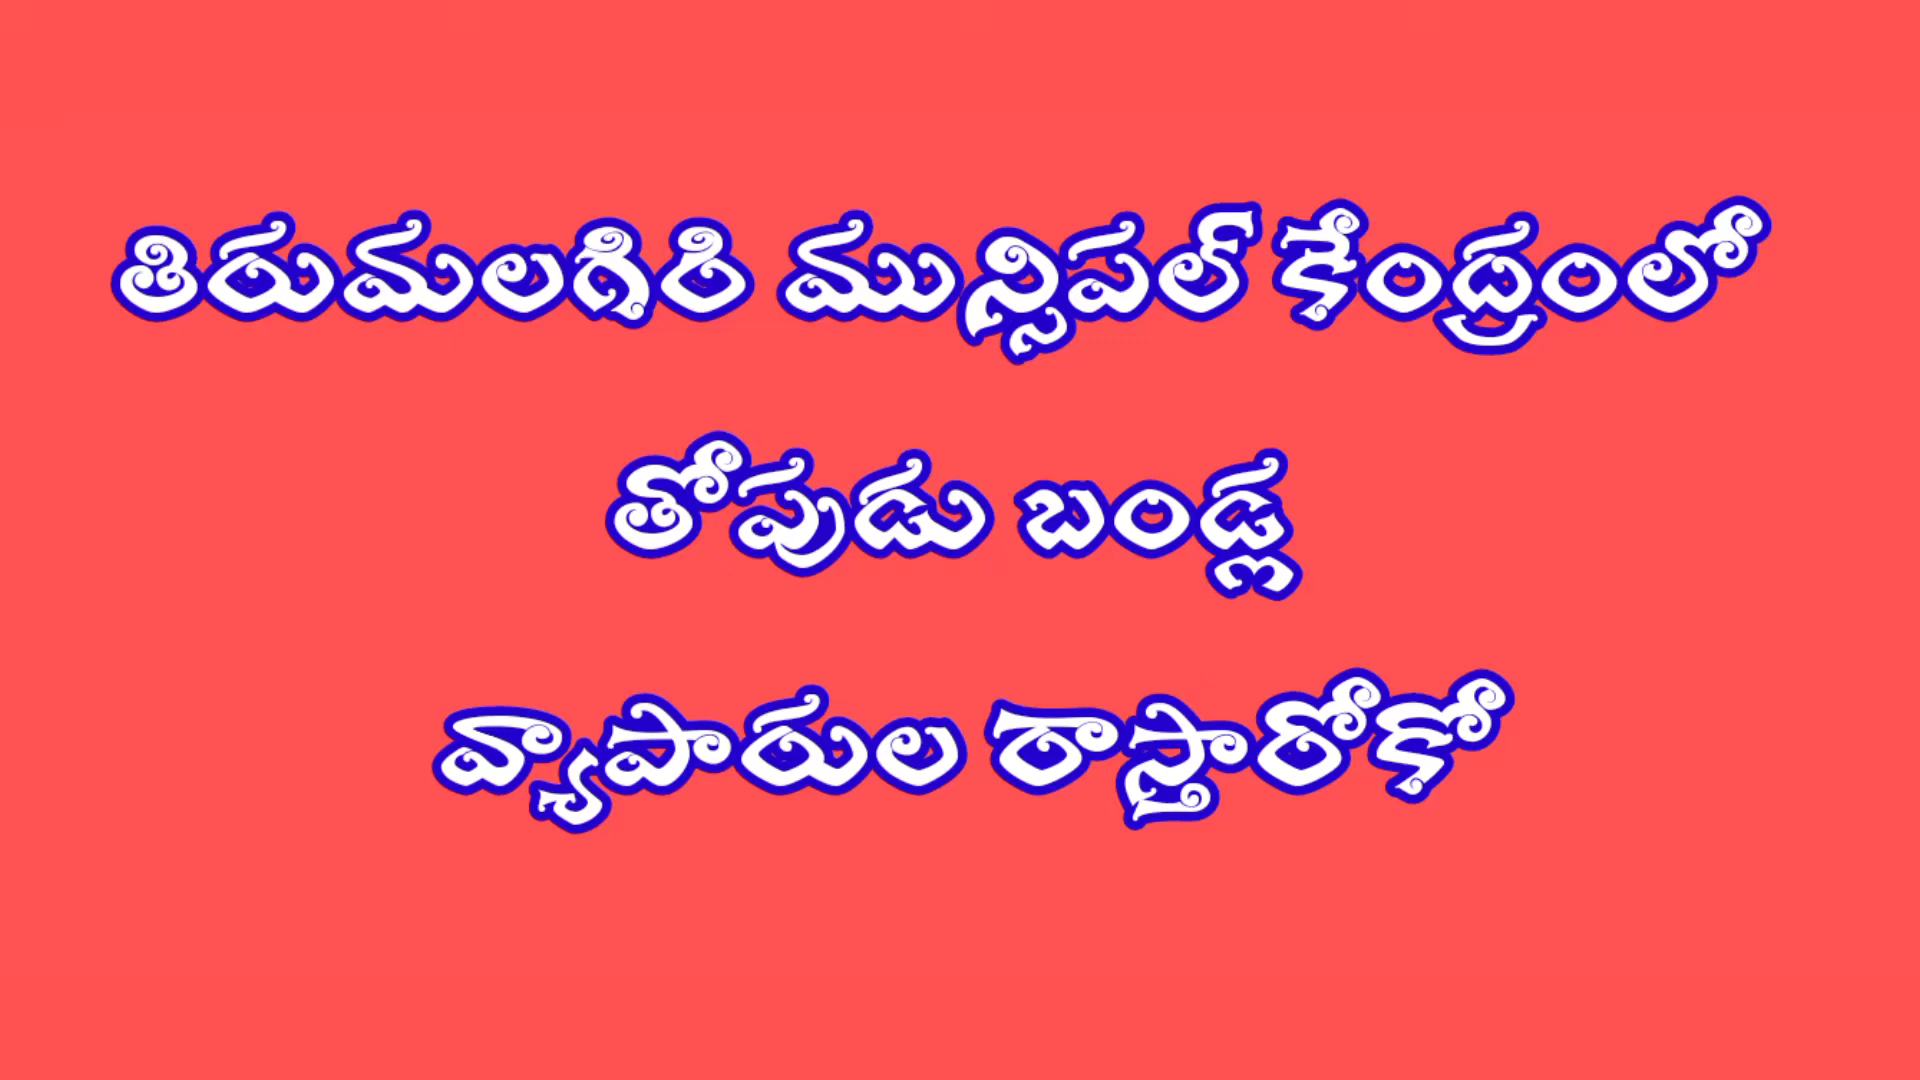 తిరుమలగిరి మున్సిపల్ కేంద్రంలో
తోపుడు బండ్ల
వ్యాపారుల రాస్తారోకో